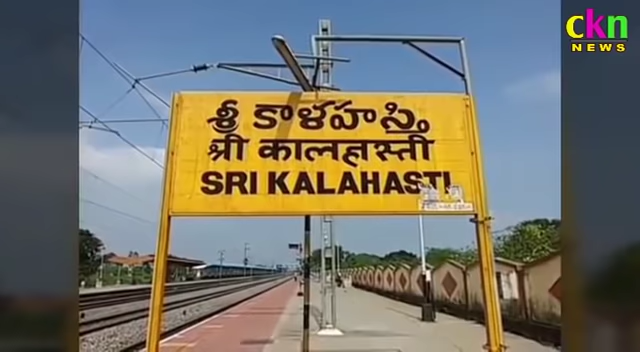 శ్రీ కాళహస్తి
श्री कालहस्ती
SRI KALAHASTI
ckn
NEWS